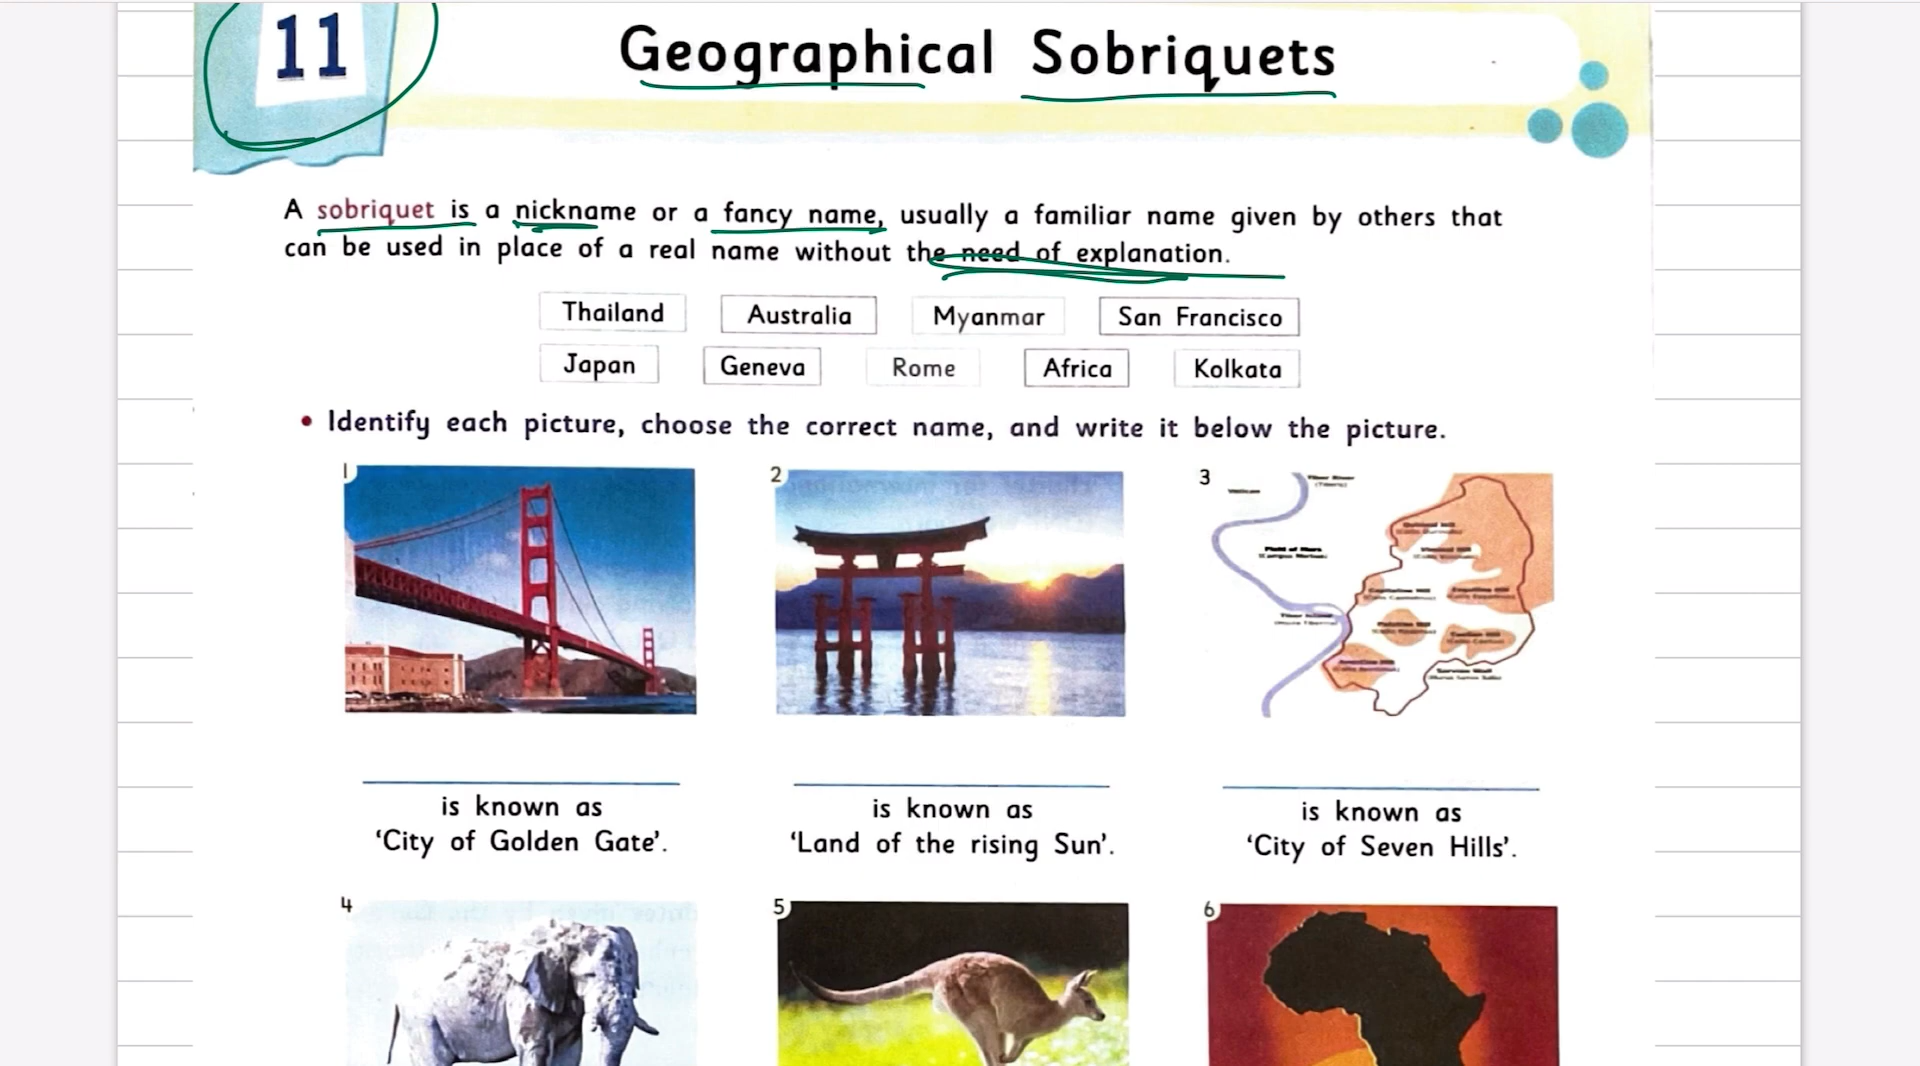 11
Geographical Sobriquets
A sobriquet is a nickname or a fancy name, usually a familiar name given by others that
can be used in place of a real name without the need of explanation.
Thailand Australia Myanmar San Francisco
Japan Geneva Rome Africa Kolkata
• Identify each picture, choose the correct name, and write it below the picture.
1 2 3
is known as
'City of Golden Gate'.
is known as
'Land of the rising Sun'.
is known as
'City of Seven Hills'.
4 5 6